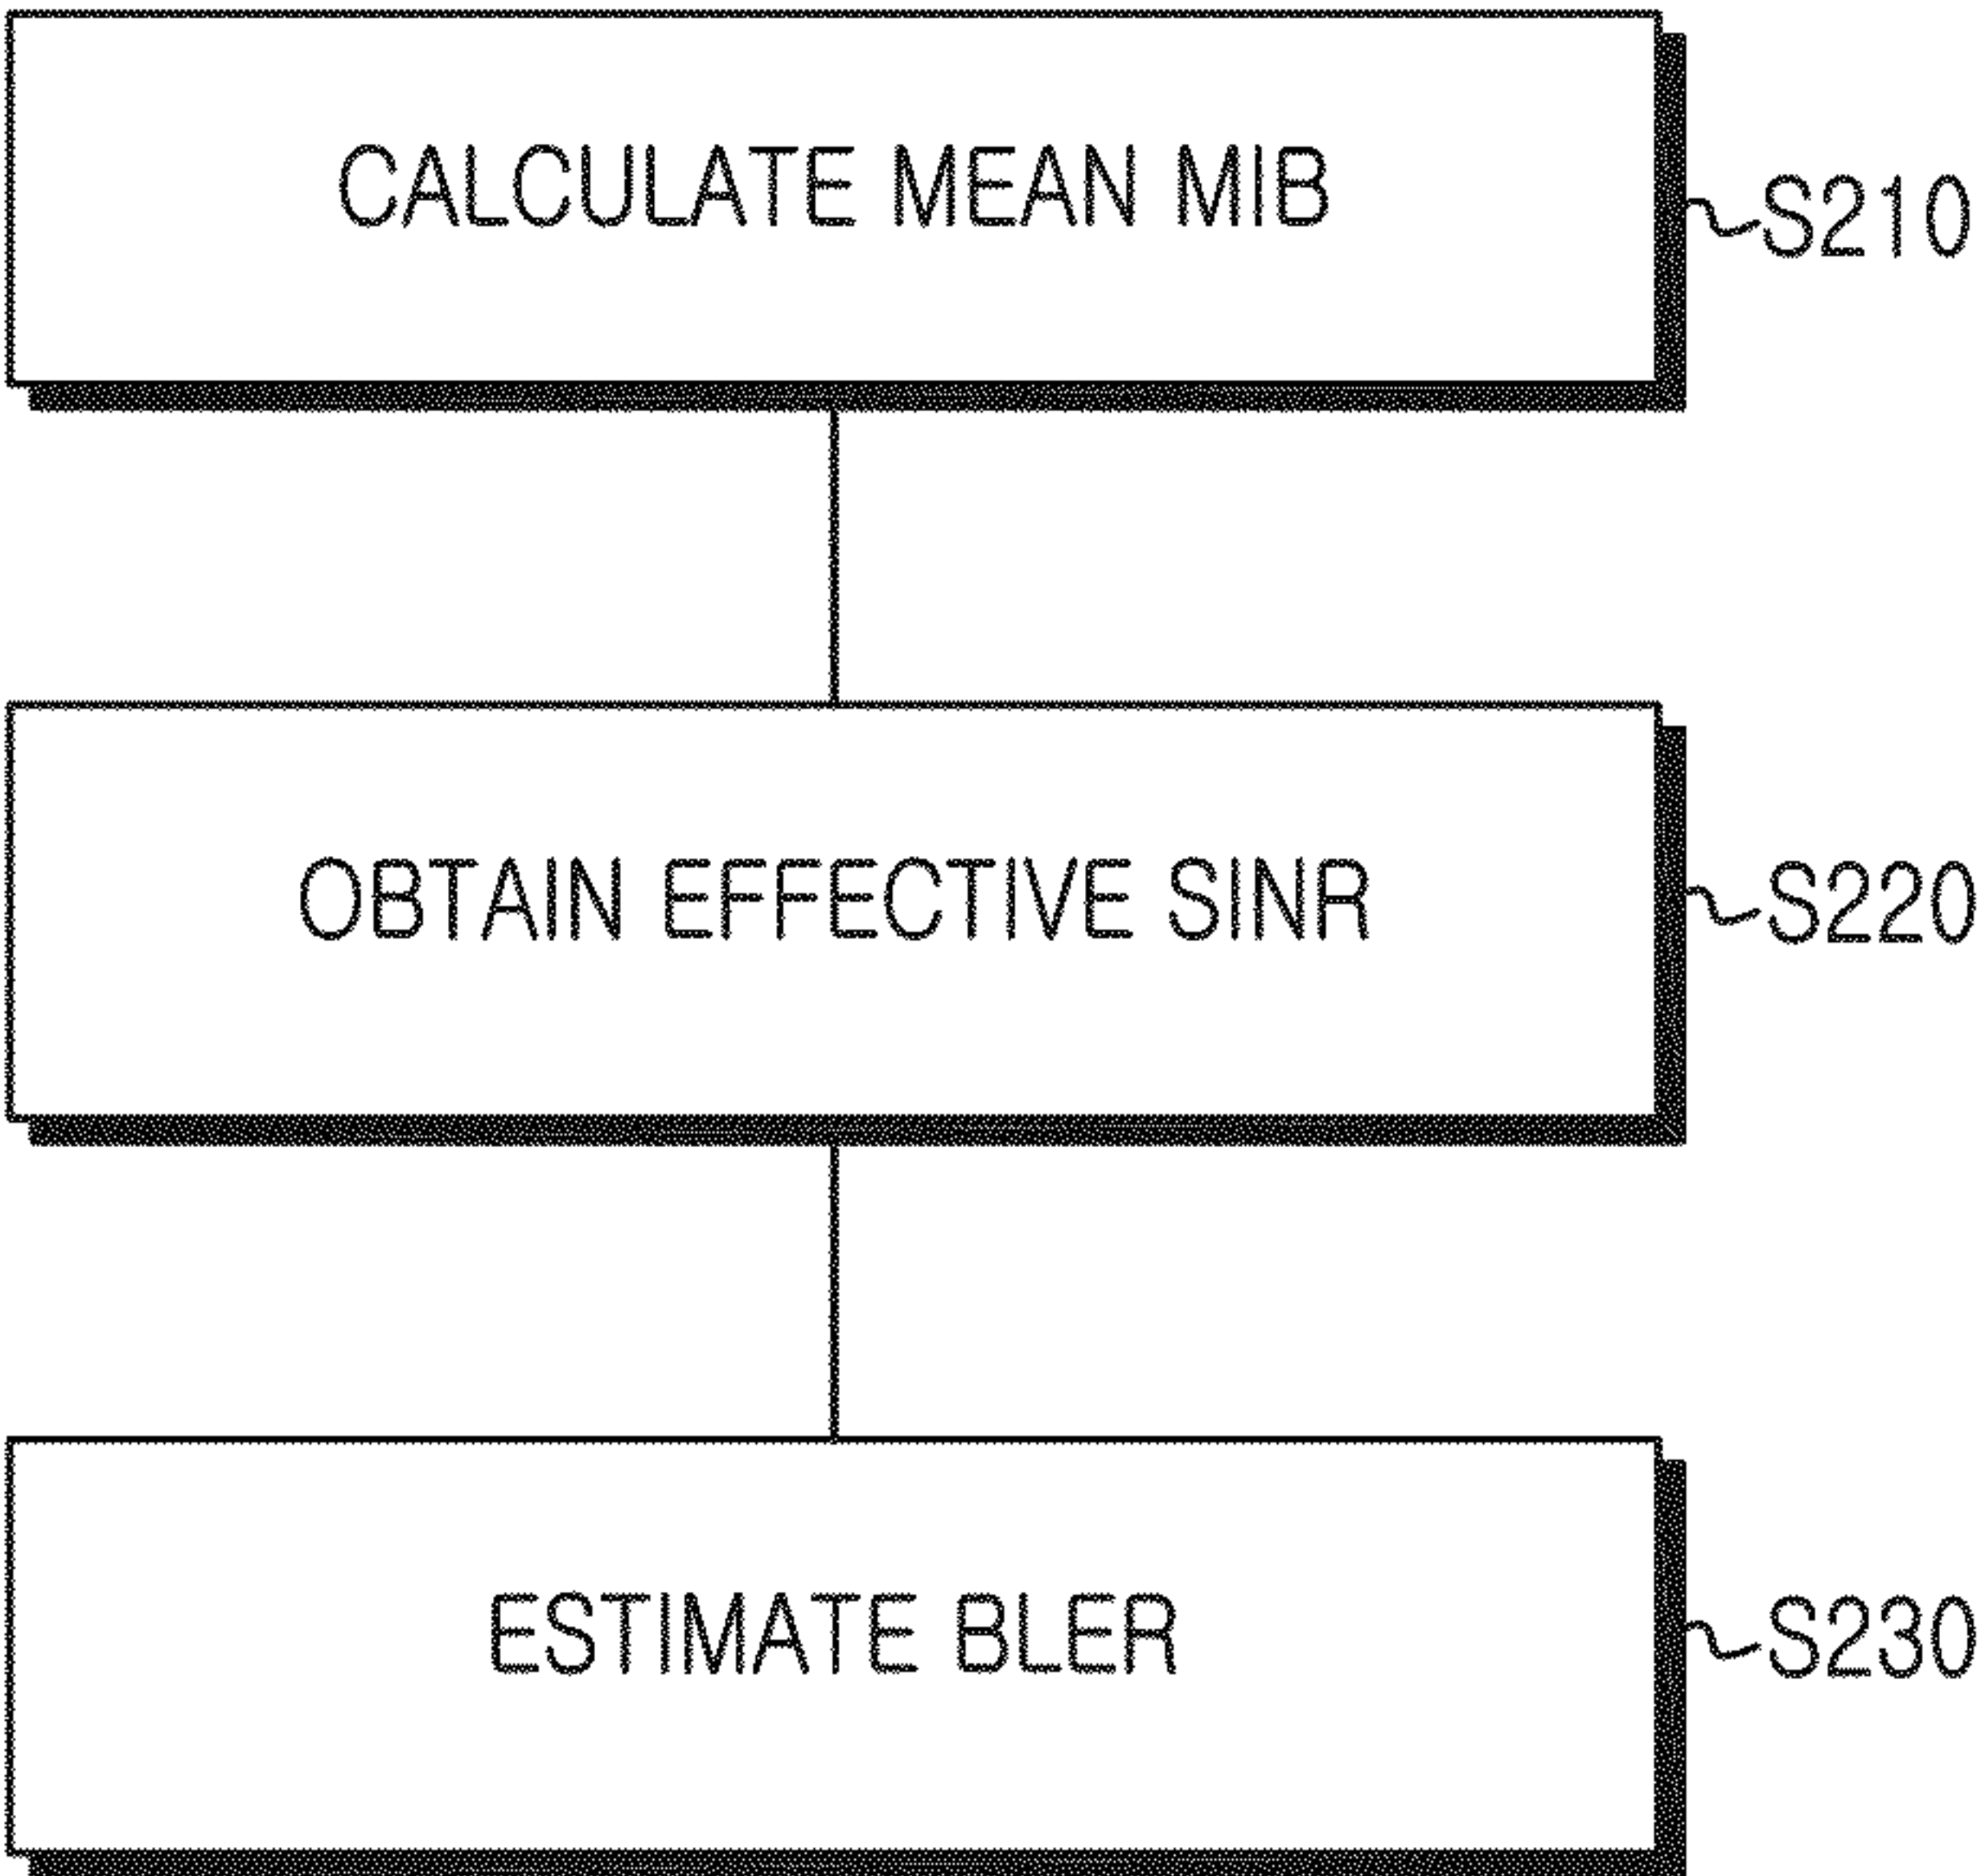 CALCULATE MEAN MIB
S210
OBTAIN EFFECTIVE SINR
S220
ESTIMATE BLER
S230